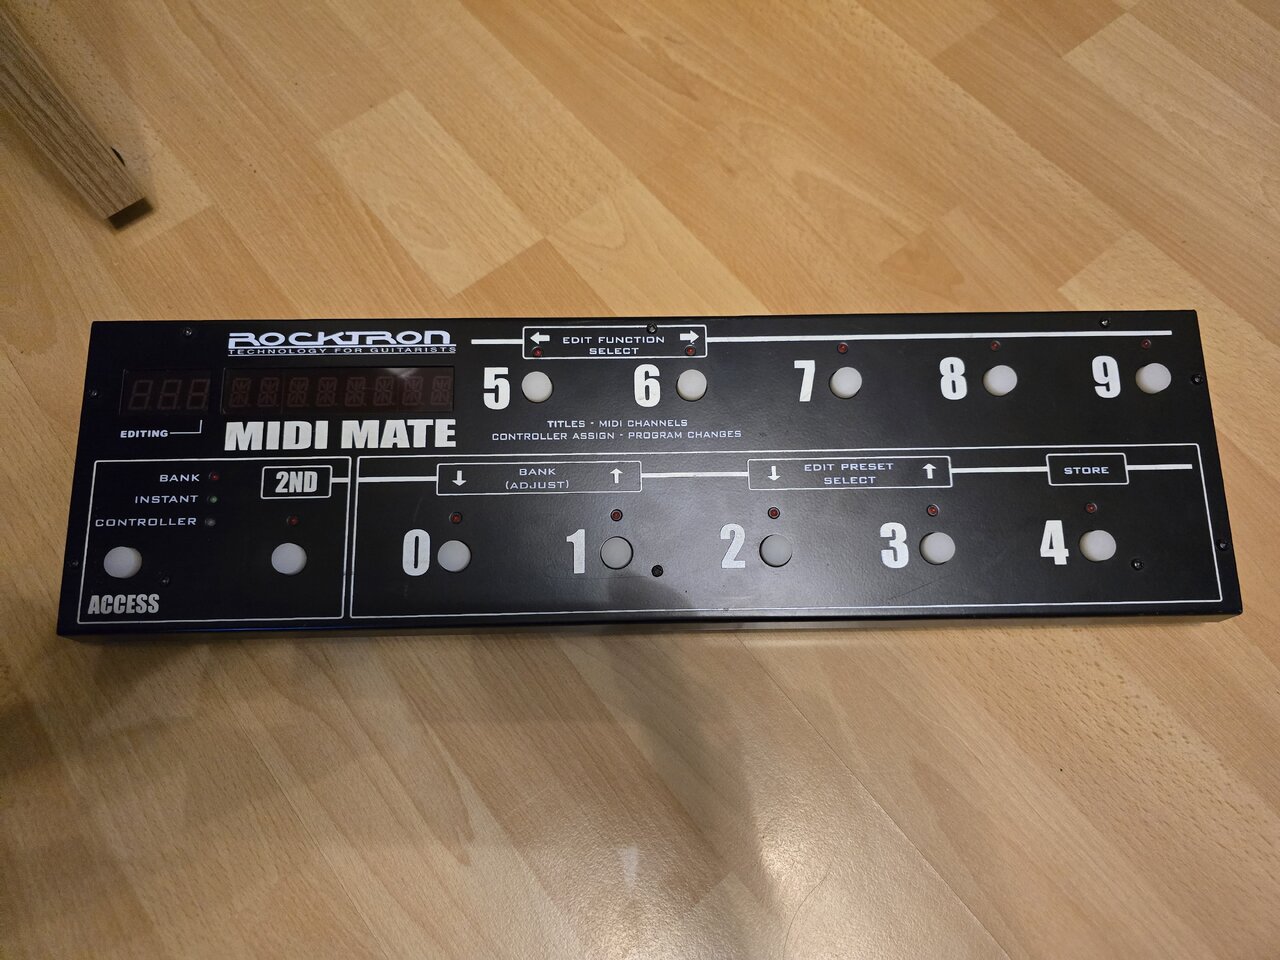 ROCKTRON
TECHNOLOGY FOR GUITARISTS
EDITING
MIDI MATE
EDIT FUNCTION
SELECT
5
6
7
8
9
TITLES - MIDI CHANNELS
CONTROLLER ASSIGN - PROGRAM CHANGES
BANK
INSTANT
CONTROLLER
2ND
ACCESS
BANK
(ADJUST)
EDIT PRESET
SELECT
STORE
0
1
2
3
4